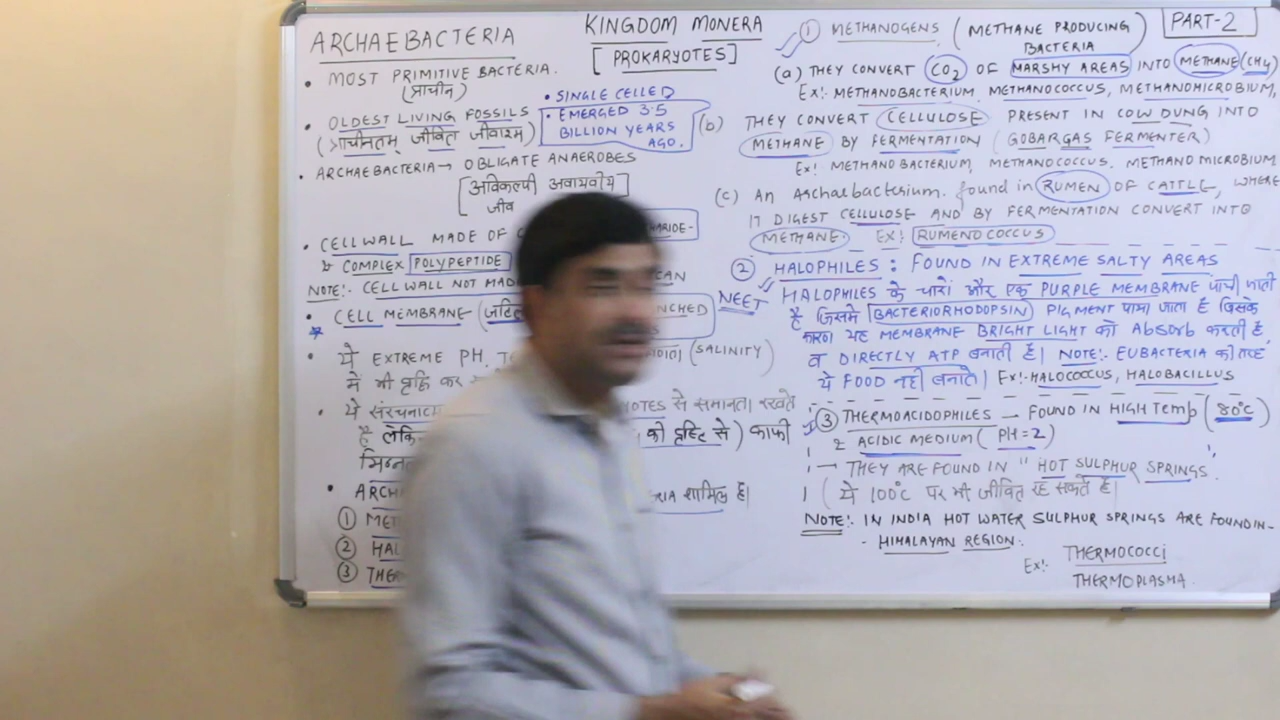 KINGDOM MONERA
[PROKARYOTES]
PART-2
ARCHAEBACTERIA
• MOST PRIMITIVE BACTERIA.
(प्राचीन)
• OLDEST LIVING FOSSILS
(प्राचीनतम् जीवित जीवाश्म)
• SINGLE CELLED
• EMERGED 3.5
BILLION YEARS
AGO.
• ARCHAEBACTERIA → OBLIGATE ANAEROBES
[अविकल्पी अवायवीय]
जीव
• CELL WALL MADE OF
& COMPLEX POLYPEPTIDE
NOTE:- CELL WALL NOT MADE
• CELL MEMBRANE
• ये EXTREME PH,
(SALINITY)
में भी वृद्धि कर
• ये
से समानता रखते
है
की दृष्टि से) काफी
• ARCH
शामिल है।
① MET
② HAL
③ THER
① METHANOGENS (METHANE PRODUCING
BACTERIA)
(a) THEY CONVERT CO2 OF MARSHY AREAS INTO METHANE (CH4)
Ex:- METHANOBACTERIUM, METHANOCOCCUS, METHANOMICROBIUM,
(b) THEY CONVERT CELLULOSE PRESENT IN COW DUNG INTO
METHANE BY FERMENTATION (GOBARGAS FERMENTER)
Ex:- METHANOBACTERIUM, METHANOCOCCUS. METHANOMICROBIUM
(c) An Archaebacterium. found in RUMEN OF CATTLE, WHERE
IT DIGEST CELLULOSE AND BY FERMENTATION CONVERT INTO
METHANE. EX:- RUMENOCOCCUS
② HALOPHILES : FOUND IN EXTREME SALTY AREAS
NEET HALOPHILES के चारों और एक PURPLE MEMBRANE पायी जाती
है जिसमे BACTERIORHODOPSIN PIGMENT पाया जाता है जिसके
कारण यह MEMBRANE BRIGHT LIGHT को Absorb करती है,
व DIRECTLY ATP बनाती है। NOTE:- EUBACTERIA की तरह
ये FOOD नहीं बनाते। Ex:- HALOCOCCUS, HALOBACILLUS
③ THERMOACIDOPHILES — FOUND IN HIGH TEMP (80°C)
& ACIDIC MEDIUM (PH=2)
→ THEY ARE FOUND IN "HOT SULPHUR SPRINGS.
(ये 100°C पर भी जीवित रह सकते है।
NOTE:- IN INDIA HOT WATER SULPHUR SPRINGS ARE FOUND IN-
- HIMALAYAN REGION.
Ex:- THERMOCOCCI
THERMOPLASMA.